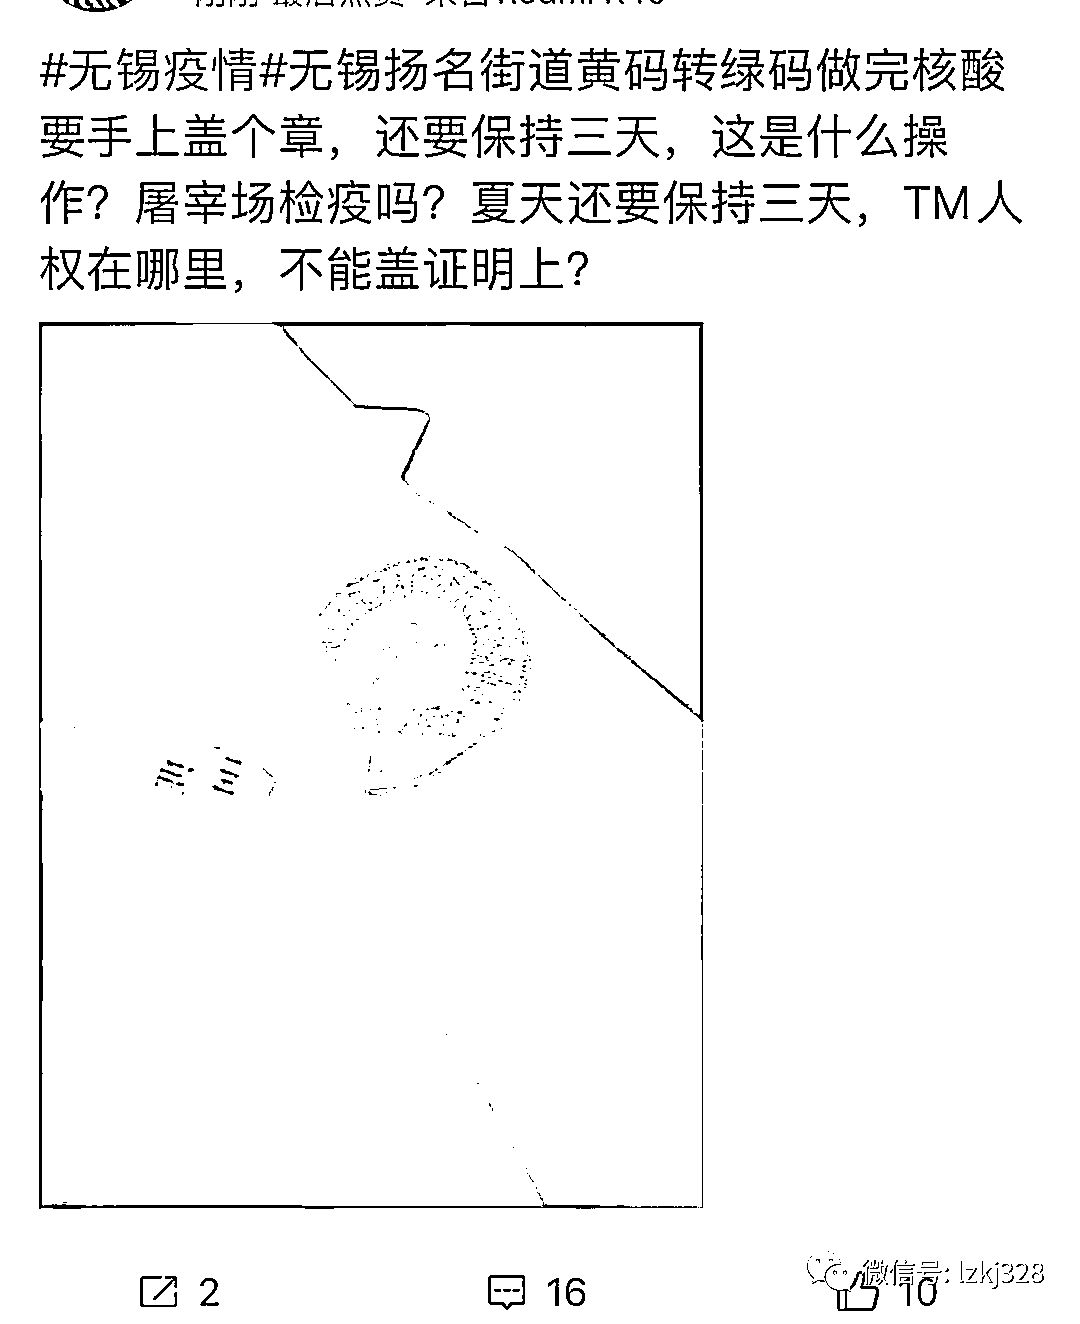 #无锡疫情#无锡扬名街道黄码转绿码做完核酸
要手上盖个章，还要保持三天，这是什么操
作？屠宰场检疫吗？夏天还要保持三天，TM人
权在哪里，不能盖证明上？
2
16
10
微信号: lzkj328